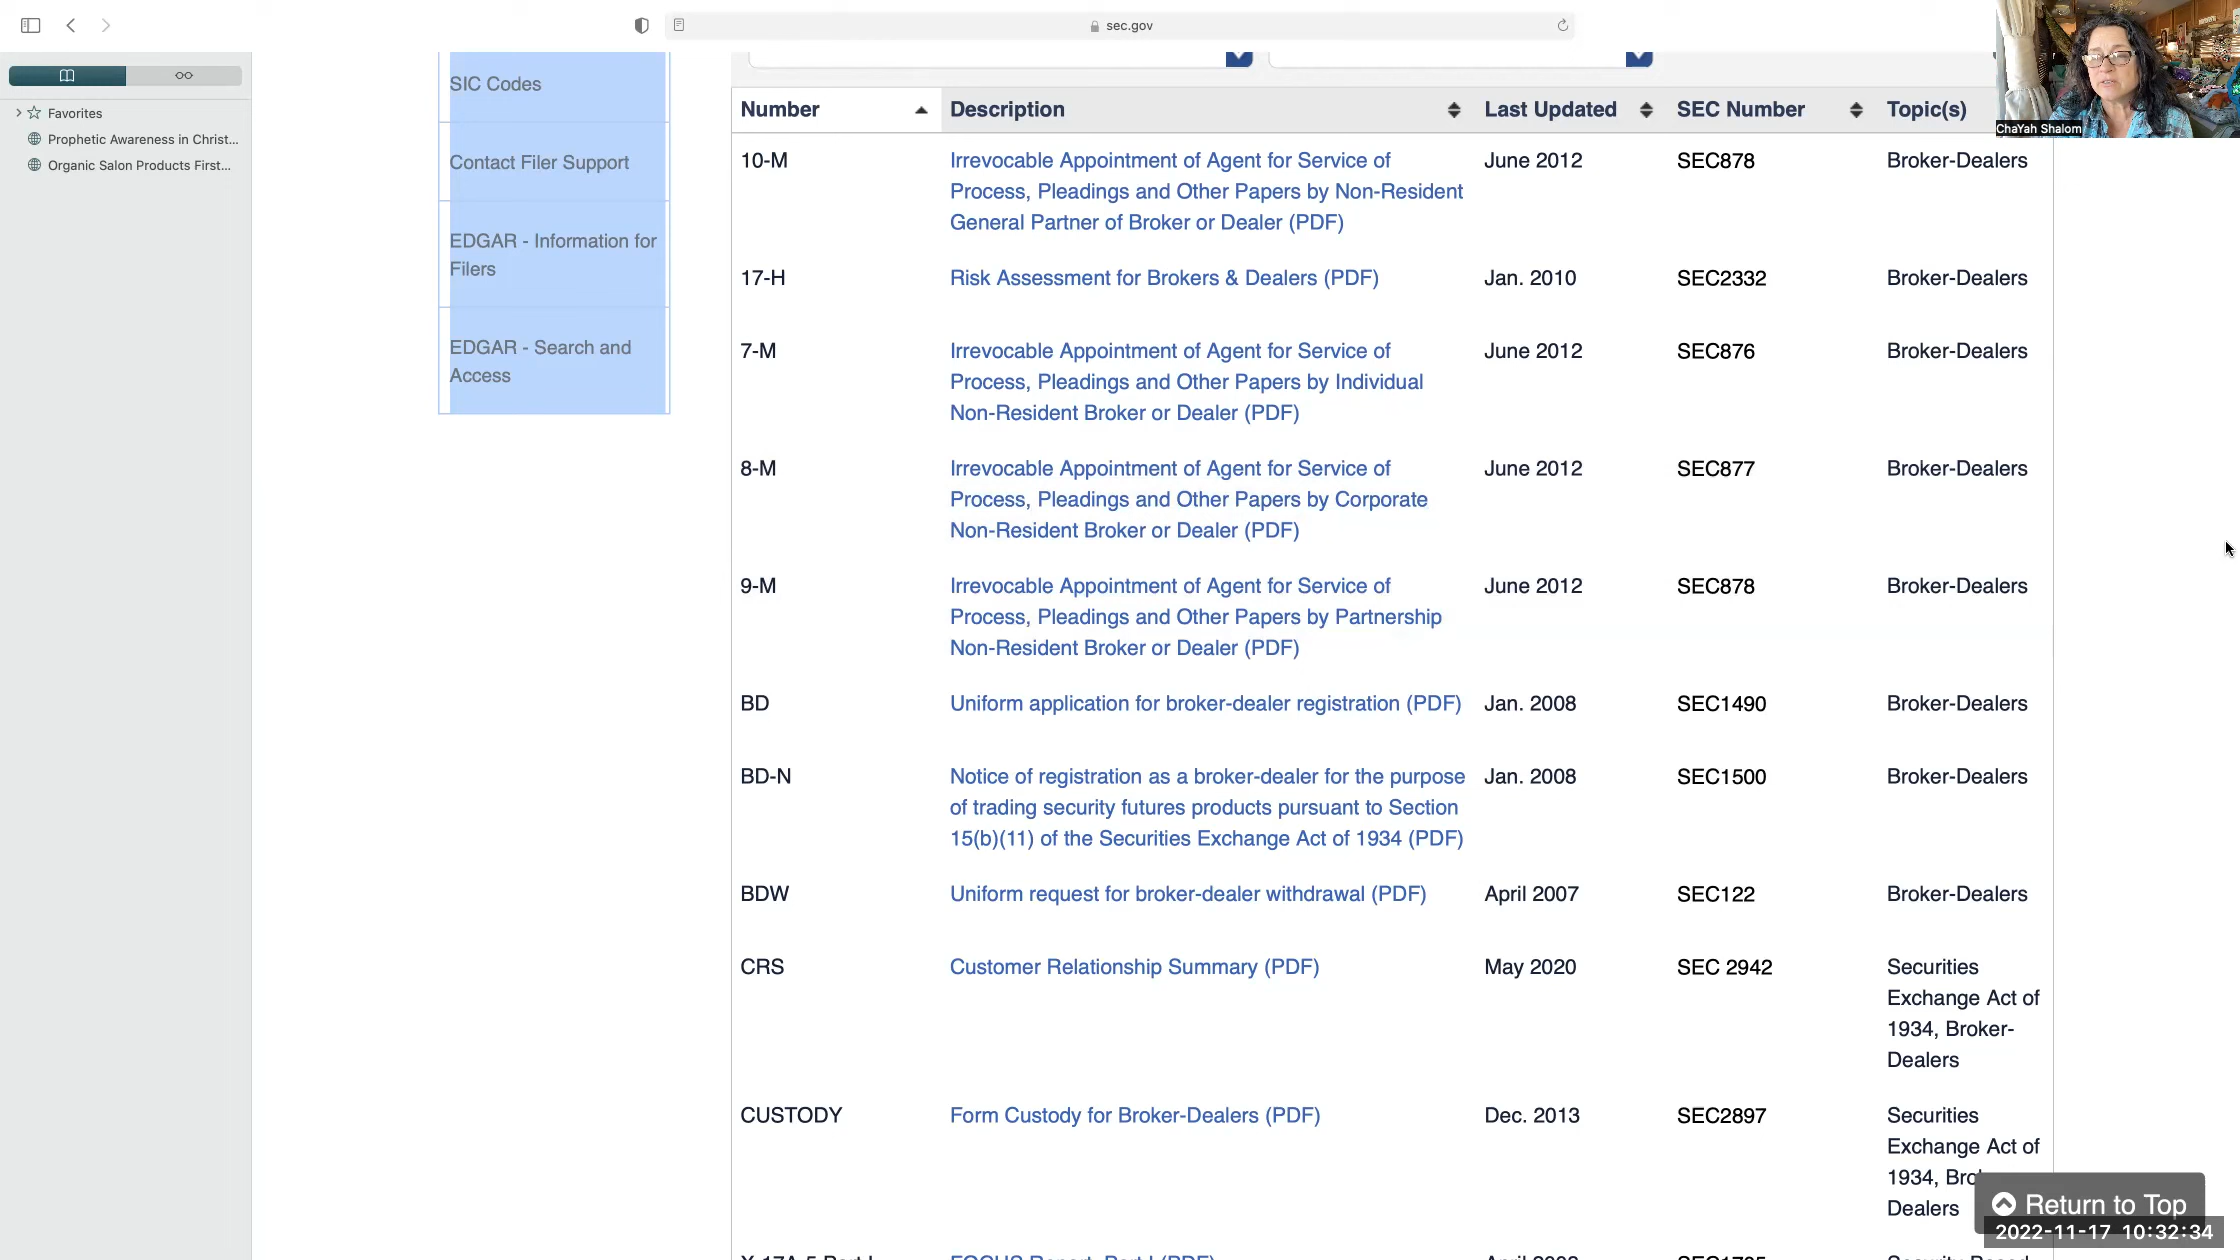 sec.gov
ChaYah Shalom
Favorites
Prophetic Awareness in Christ...
Organic Salon Products First...
SIC Codes
Contact Filer Support
EDGAR - Information for
Filers
EDGAR - Search and
Access
Number Description Last Updated SEC Number Topic(s)
10-M Irrevocable Appointment of Agent for Service of June 2012 SEC878 Broker-Dealers
Process, Pleadings and Other Papers by Non-Resident
General Partner of Broker or Dealer (PDF)
17-H Risk Assessment for Brokers & Dealers (PDF) Jan. 2010 SEC2332 Broker-Dealers
7-M Irrevocable Appointment of Agent for Service of June 2012 SEC876 Broker-Dealers
Process, Pleadings and Other Papers by Individual
Non-Resident Broker or Dealer (PDF)
8-M Irrevocable Appointment of Agent for Service of June 2012 SEC877 Broker-Dealers
Process, Pleadings and Other Papers by Corporate
Non-Resident Broker or Dealer (PDF)
9-M Irrevocable Appointment of Agent for Service of June 2012 SEC878 Broker-Dealers
Process, Pleadings and Other Papers by Partnership
Non-Resident Broker or Dealer (PDF)
BD Uniform application for broker-dealer registration (PDF) Jan. 2008 SEC1490 Broker-Dealers
BD-N Notice of registration as a broker-dealer for the purpose Jan. 2008 SEC1500 Broker-Dealers
of trading security futures products pursuant to Section
15(b)(11) of the Securities Exchange Act of 1934 (PDF)
BDW Uniform request for broker-dealer withdrawal (PDF) April 2007 SEC122 Broker-Dealers
CRS Customer Relationship Summary (PDF) May 2020 SEC 2942 Securities
Exchange Act of
1934, Broker-
Dealers
CUSTODY Form Custody for Broker-Dealers (PDF) Dec. 2013 SEC2897 Securities
Exchange Act of
1934,
Dealers
Return to Top
2022-11-17 10:32:34